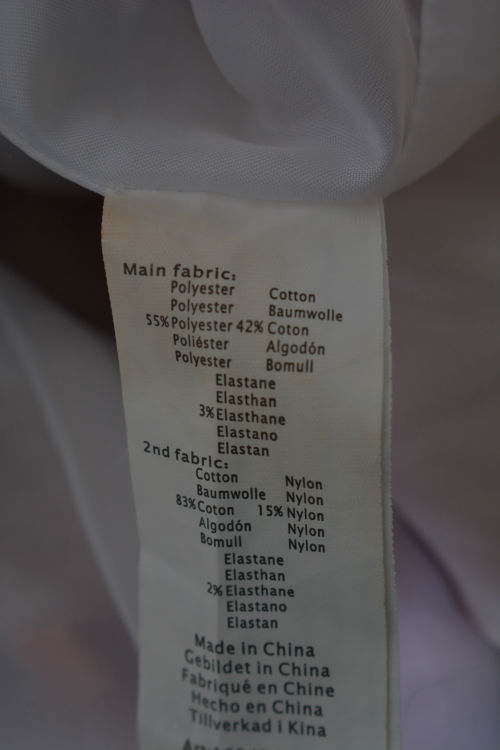 Main fabric:
Polyester Cotton
Polyester Baumwolle
55% Polyester 42% Coton
Poliéster Algodón
Polyester Bomull
Elastane
Elasthan
3% Elasthane
Elastano
Elastan
2nd fabric:
Cotton Nylon
Baumwolle Nylon
83% Coton 15% Nylon
Algodón Nylon
Bomull Nylon
Elastane
Elasthan
2% Elasthane
Elastano
Elastan
Made in China
Gebildet in China
Fabriqué en Chine
Hecho en China
Tillverkad i Kina